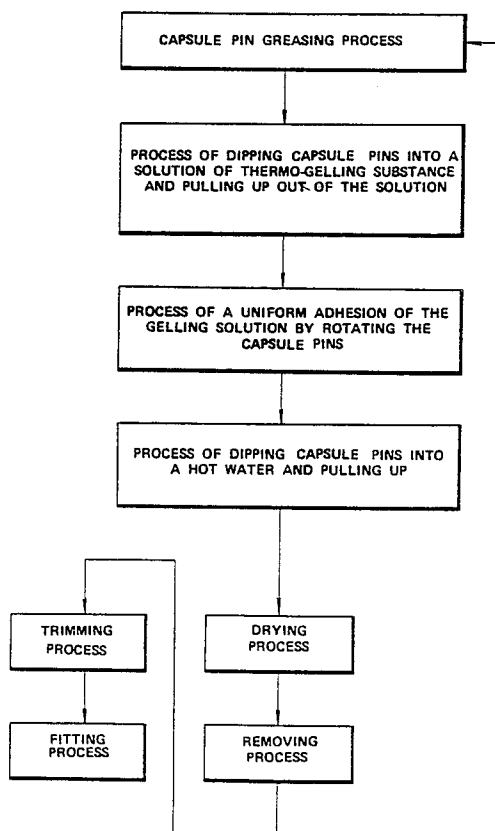 CAPSULE PIN GREASING PROCESS
PROCESS OF DIPPING CAPSULE PINS INTO A
SOLUTION OF THERMO-GELLING SUBSTANCE
AND PULLING UP OUT OF THE SOLUTION
PROCESS OF A UNIFORM ADHESION OF THE
GELLING SOLUTION BY ROTATING THE
CAPSULE PINS
PROCESS OF DIPPING CAPSULE PINS INTO
A HOT WATER AND PULLING UP
TRIMMING
PROCESS
DRYING
PROCESS
FITTING
PROCESS
REMOVING
PROCESS